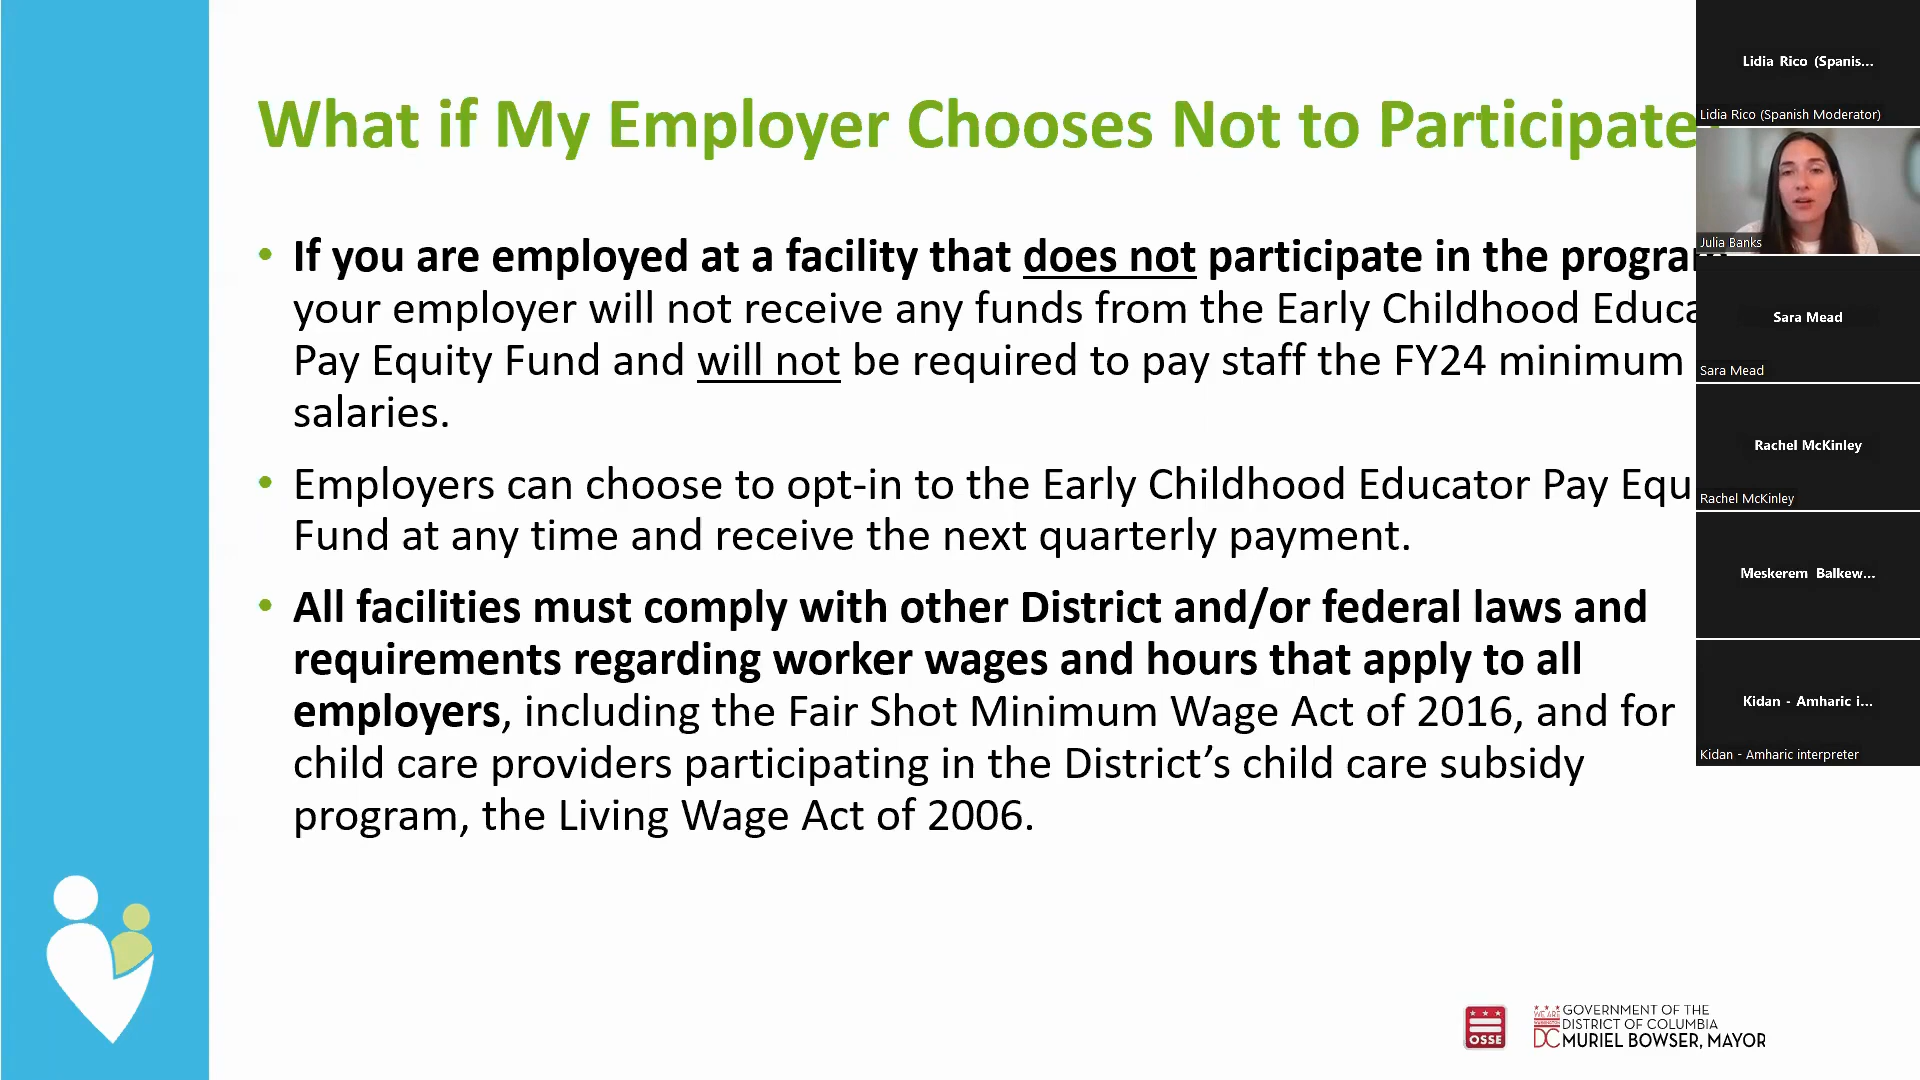 What if My Employer Chooses Not to Participate
• If you are employed at a facility that does not participate in the program
your employer will not receive any funds from the Early Childhood Educa
Pay Equity Fund and will not be required to pay staff the FY24 minimum
salaries.
• Employers can choose to opt-in to the Early Childhood Educator Pay Equ
Fund at any time and receive the next quarterly payment.
• All facilities must comply with other District and/or federal laws and
requirements regarding worker wages and hours that apply to all
employers, including the Fair Shot Minimum Wage Act of 2016, and for
child care providers participating in the District’s child care subsidy
program, the Living Wage Act of 2006.
Lidia Rico (Spanis...
Lidia Rico (Spanish Moderator)
Julia Banks
Sara Mead
Sara Mead
Rachel McKinley
Rachel McKinley
Meskerem Balkew...
Kidan - Amharic i...
Kidan - Amharic interpreter
OSSE
WE ARE
WASHINGTON
DC
GOVERNMENT OF THE
DISTRICT OF COLUMBIA
MURIEL BOWSER, MAYOR